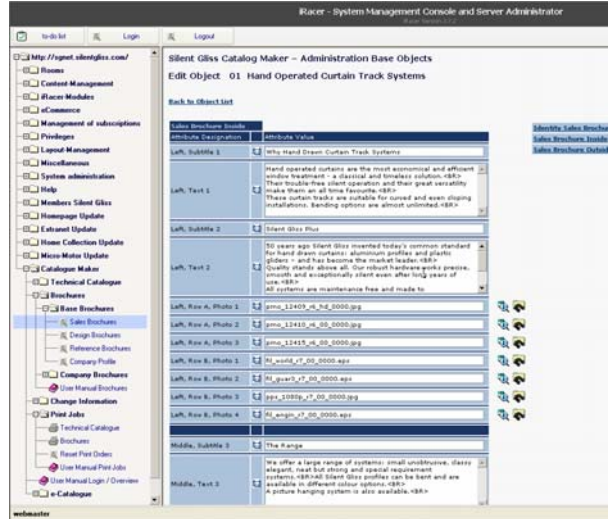 iRacer - System Management Console and Server Administrator
to-do list
Login
Logout
http://sgnet.silentgliss.com/
Rooms
Content-Management
iRacer-Modules
eCommerce
Management of subscriptions
Privileges
Layout-Management
Miscellaneous
System administration
Help
Members Silent Gliss
Homepage Update
Extranet Update
Home Collection Update
Micro-Motor Update
Catalogue Maker
Technical Catalogue
Brochures
Base Brochures
Sales Brochures
Design Brochures
Reference Brochures
Company Profile
Company Brochures
User Manual Brochures
Change Information
Print Jobs
Technical Catalogue
Brochures
Reset Print Orders
User Manual Print Jobs
User Manual Login / Overview
e-Catalogue
webmaster
Silent Gliss Catalog Maker – Administration Base Objects
Edit Object 01 Hand Operated Curtain Track Systems
Back to Object List
Sales Brochure Inside
Attribute Designation Attribute Value
Left, Subtitle 1 Why Hand Drawn Curtain Track Systems
Left, Text 1
Hand operated curtains are the most economical and efficient
window treatment - a classical and timeless solution.<BR>
Their trouble-free silent operation and their great versatility
make them an all time favourite.<BR>
These curtain tracks are suitable for curved and even sloping
installations. Bending options are almost unlimited.<BR>
Left, Subtitle 2 Silent Gliss Plus
Left, Text 2
50 years ago Silent Gliss invented today's common standard
for hand drawn curtains: aluminium profiles and plastic
gliders - and has become the market leader.<BR>
Quality stands above all. Our robust hardware works precise,
smooth and exceptionally silent even after long years of
use.<BR>
All systems are maintenance free and made to
Left, Row A, Photo 1
Left, Row A, Photo 2
Left, Row A, Photo 3
Left, Row B, Photo 1
Left, Row B, Photo 2
Left, Row B, Photo 3
Left, Row B, Photo 4
Middle, Subtitle 3 The Range
Middle, Text 3
We offer a large range of systems: small unobtrusive, classy
elegant, neat but strong and special requirement
systems.<BR>All Silent Gliss profiles can be bent and are
available in different colour options.<BR>
A picture hanging system is also available.<BR>
Identity Sales Brochu
Sales Brochure Inside
Sales Brochure Outsid